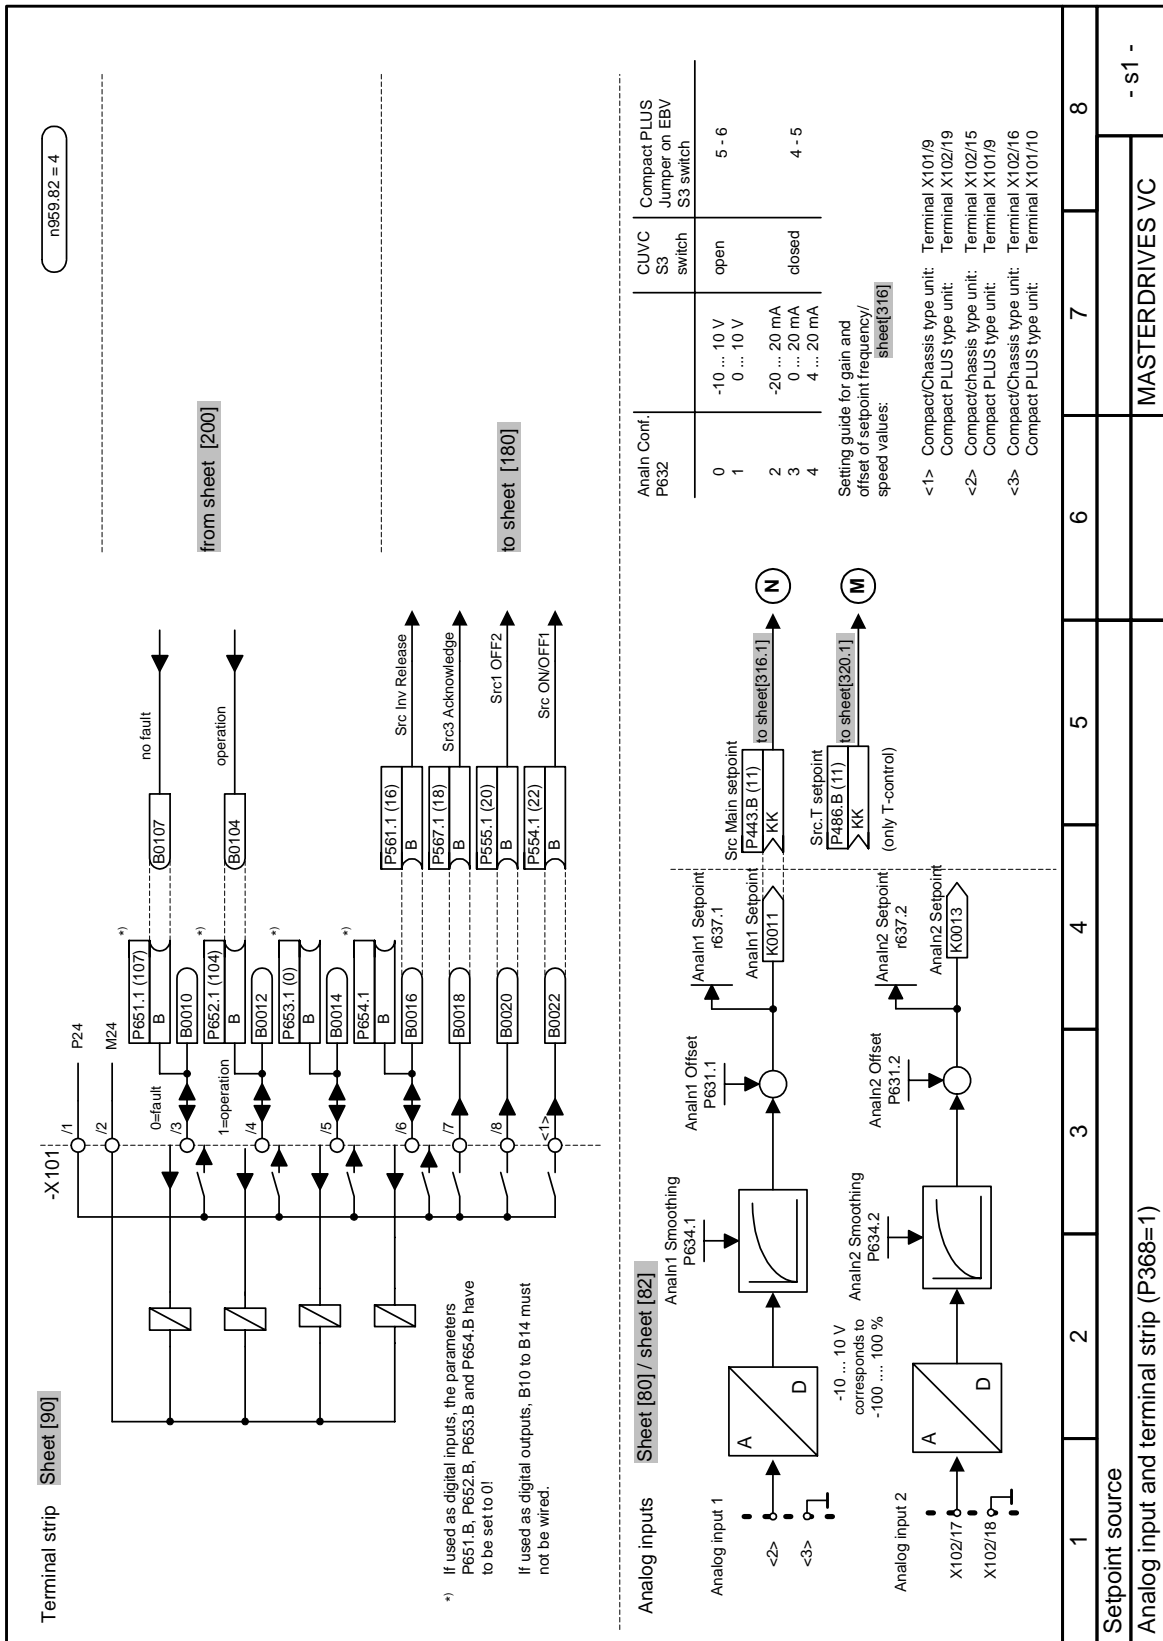 n959.82 = 4
Terminal strip Sheet [90]
-X101
/1
P24
/2
M24
0=fault
/3
P651.1 (107)
*)
B
B0010
B0107
no fault
from sheet [200]
1=operation
/4
P652.1 (104)
*)
B
B0012
B0104
operation
/5
P653.1 (0)
*)
B
B0014
/6
P654.1
*)
B
B0016
P561.1 (16)
B
Src Inv Release
to sheet [180]
/7
B0018
P567.1 (18)
B
Src3 Acknowledge
/8
B0020
P555.1 (20)
B
Src1 OFF2
<1>
B0022
P554.1 (22)
B
Src ON/OFF1
*) If used as digital inputs, the parameters
P651.B, P652.B, P653.B and P654.B have
to be set to 0!
If used as digital outputs, B10 to B14 must
not be wired.
Analog inputs Sheet [80] / sheet [82]
Analog input 1
<2>
<3>
A
D
AnaIn1 Smoothing
P634.1
AnaIn1 Offset
P631.1
AnaIn1 Setpoint
r637.1
AnaIn1 Setpoint
K0011
Src Main setpoint
P443.B (11)
KK
to sheet[316.1]
N
-10 ... 10 V
corresponds to
-100 .... 100 %
Src.T setpoint
P486.B (11)
KK
(only T-control)
to sheet[320.1]
M
Analog input 2
X102/17
X102/18
A
D
AnaIn2 Smoothing
P634.2
AnaIn2 Offset
P631.2
AnaIn2 Setpoint
r637.2
AnaIn2 Setpoint
K0013
AnaIn Conf.
P632
CUVC
S3
switch
Compact PLUS
Jumper on EBV
S3 switch
0 -10 ... 10 V open 5 - 6
1 0 ... 10 V
2 -20 ... 20 mA
3 0 ... 20 mA closed 4 - 5
4 4 ... 20 mA
Setting guide for gain and
offset of setpoint frequency/
speed values: sheet[316]
<1> Compact/Chassis type unit: Terminal X101/9
Compact PLUS type unit: Terminal X102/19
<2> Compact/chassis type unit: Terminal X102/15
Compact PLUS type unit: Terminal X101/9
<3> Compact/Chassis type unit: Terminal X102/16
Compact PLUS type unit: Terminal X101/10
1 2 3 4 5 6 7 8
Setpoint source
- s1 -
Analog input and terminal strip (P368=1)
MASTERDRIVES VC